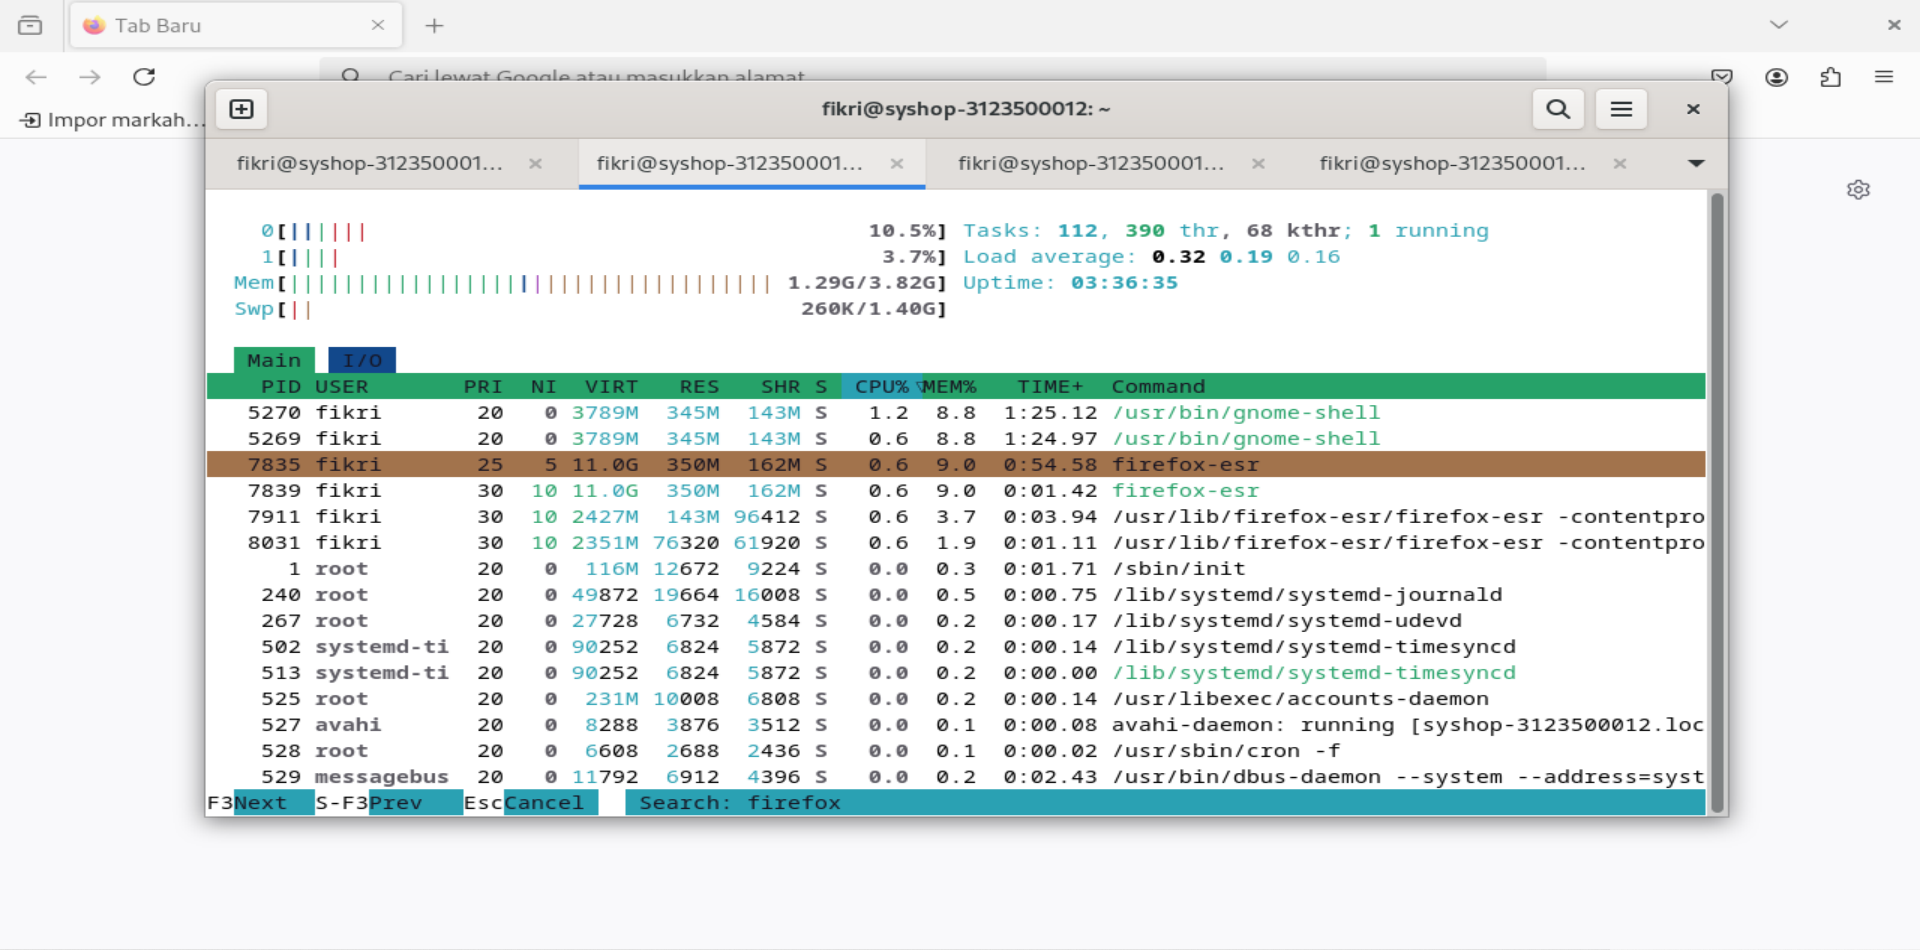 Tab Baru
Cari lewat Google atau masukkan alamat
Impor markah...
fikri@syshop-3123500012: ~
fikri@syshop-312350001... fikri@syshop-312350001... fikri@syshop-312350001... fikri@syshop-312350001...
0[||||||| 10.5%] Tasks: 112, 390 thr, 68 kthr; 1 running
1[||||| 3.7%] Load average: 0.32 0.19 0.16
Mem[|||||||||||||||||||||||||||||||||||| 1.29G/3.82G] Uptime: 03:36:35
Swp[|| 260K/1.40G]
Main I/O
PID USER PRI NI VIRT RES SHR S CPU%▽MEM% TIME+ Command
5270 fikri 20 0 3789M 345M 143M S 1.2 8.8 1:25.12 /usr/bin/gnome-shell
5269 fikri 20 0 3789M 345M 143M S 0.6 8.8 1:24.97 /usr/bin/gnome-shell
7835 fikri 25 5 11.0G 350M 162M S 0.6 9.0 0:54.58 firefox-esr
7839 fikri 30 10 11.0G 350M 162M S 0.6 9.0 0:01.42 firefox-esr
7911 fikri 30 10 2427M 143M 96412 S 0.6 3.7 0:03.94 /usr/lib/firefox-esr/firefox-esr -contentpro
8031 fikri 30 10 2351M 76320 61920 S 0.6 1.9 0:01.11 /usr/lib/firefox-esr/firefox-esr -contentpro
1 root 20 0 116M 12672 9224 S 0.0 0.3 0:01.71 /sbin/init
240 root 20 0 49872 19664 16008 S 0.0 0.5 0:00.75 /lib/systemd/systemd-journald
267 root 20 0 27728 6732 4584 S 0.0 0.2 0:00.17 /lib/systemd/systemd-udevd
502 systemd-ti 20 0 90252 6824 5872 S 0.0 0.2 0:00.14 /lib/systemd/systemd-timesyncd
513 systemd-ti 20 0 90252 6824 5872 S 0.0 0.2 0:00.00 /lib/systemd/systemd-timesyncd
525 root 20 0 231M 10008 6808 S 0.0 0.2 0:00.14 /usr/libexec/accounts-daemon
527 avahi 20 0 8288 3876 3512 S 0.0 0.1 0:00.08 avahi-daemon: running [syshop-3123500012.loc
528 root 20 0 6608 2688 2436 S 0.0 0.1 0:00.02 /usr/sbin/cron -f
529 messagebus 20 0 11792 6912 4396 S 0.0 0.2 0:02.43 /usr/bin/dbus-daemon --system --address=syst
F3Next S-F3Prev EscCancel Search: firefox